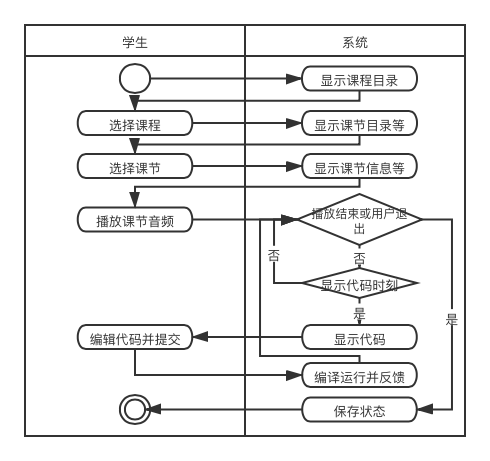 学生
系统
显示课程目录
选择课程
显示课节目录等
选择课节
显示课节信息等
播放课节音频
播放结束或用户退
出
否
否
显示代码时刻
是
是
编辑代码并提交
显示代码
编译运行并反馈
保存状态